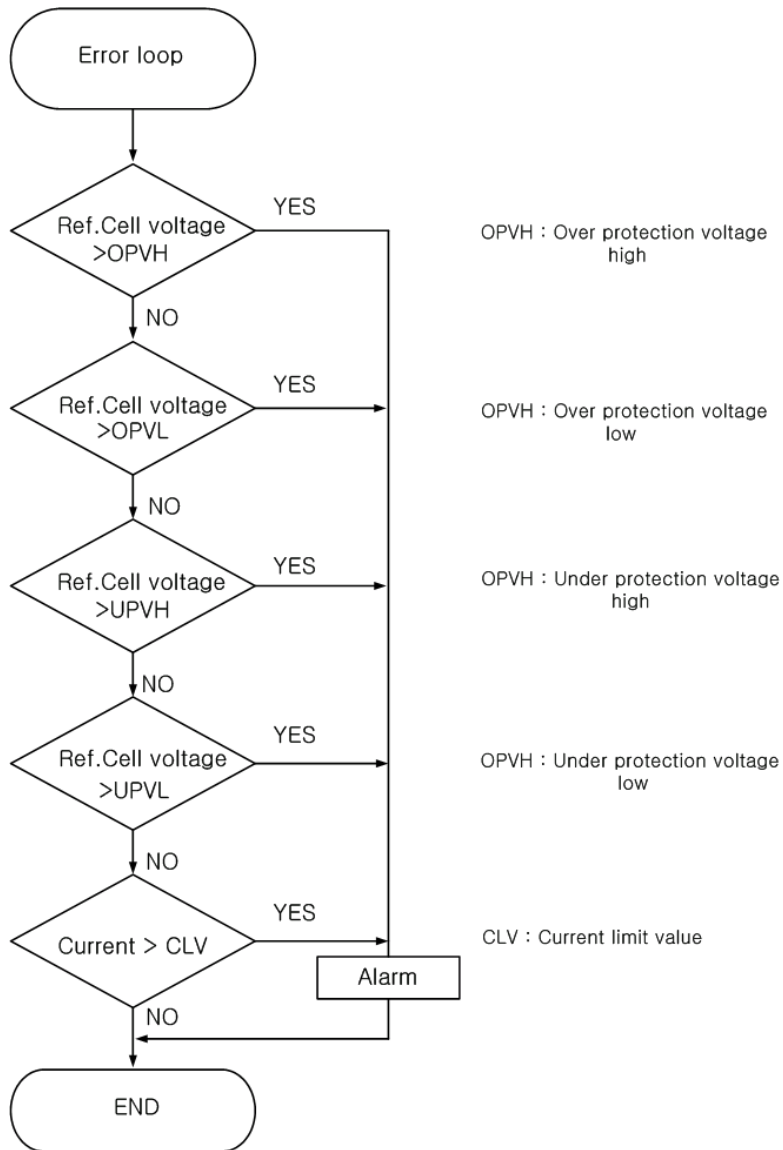 Error loop
Ref.Cell voltage
>OPVH
YES
OPVH : Over protection voltage
high
NO
Ref.Cell voltage
>OPVL
YES
OPVH : Over protection voltage
low
NO
Ref.Cell voltage
>UPVH
YES
OPVH : Under protection voltage
high
NO
Ref.Cell voltage
>UPVL
YES
OPVH : Under protection voltage
low
NO
Current > CLV
YES
CLV : Current limit value
Alarm
NO
END